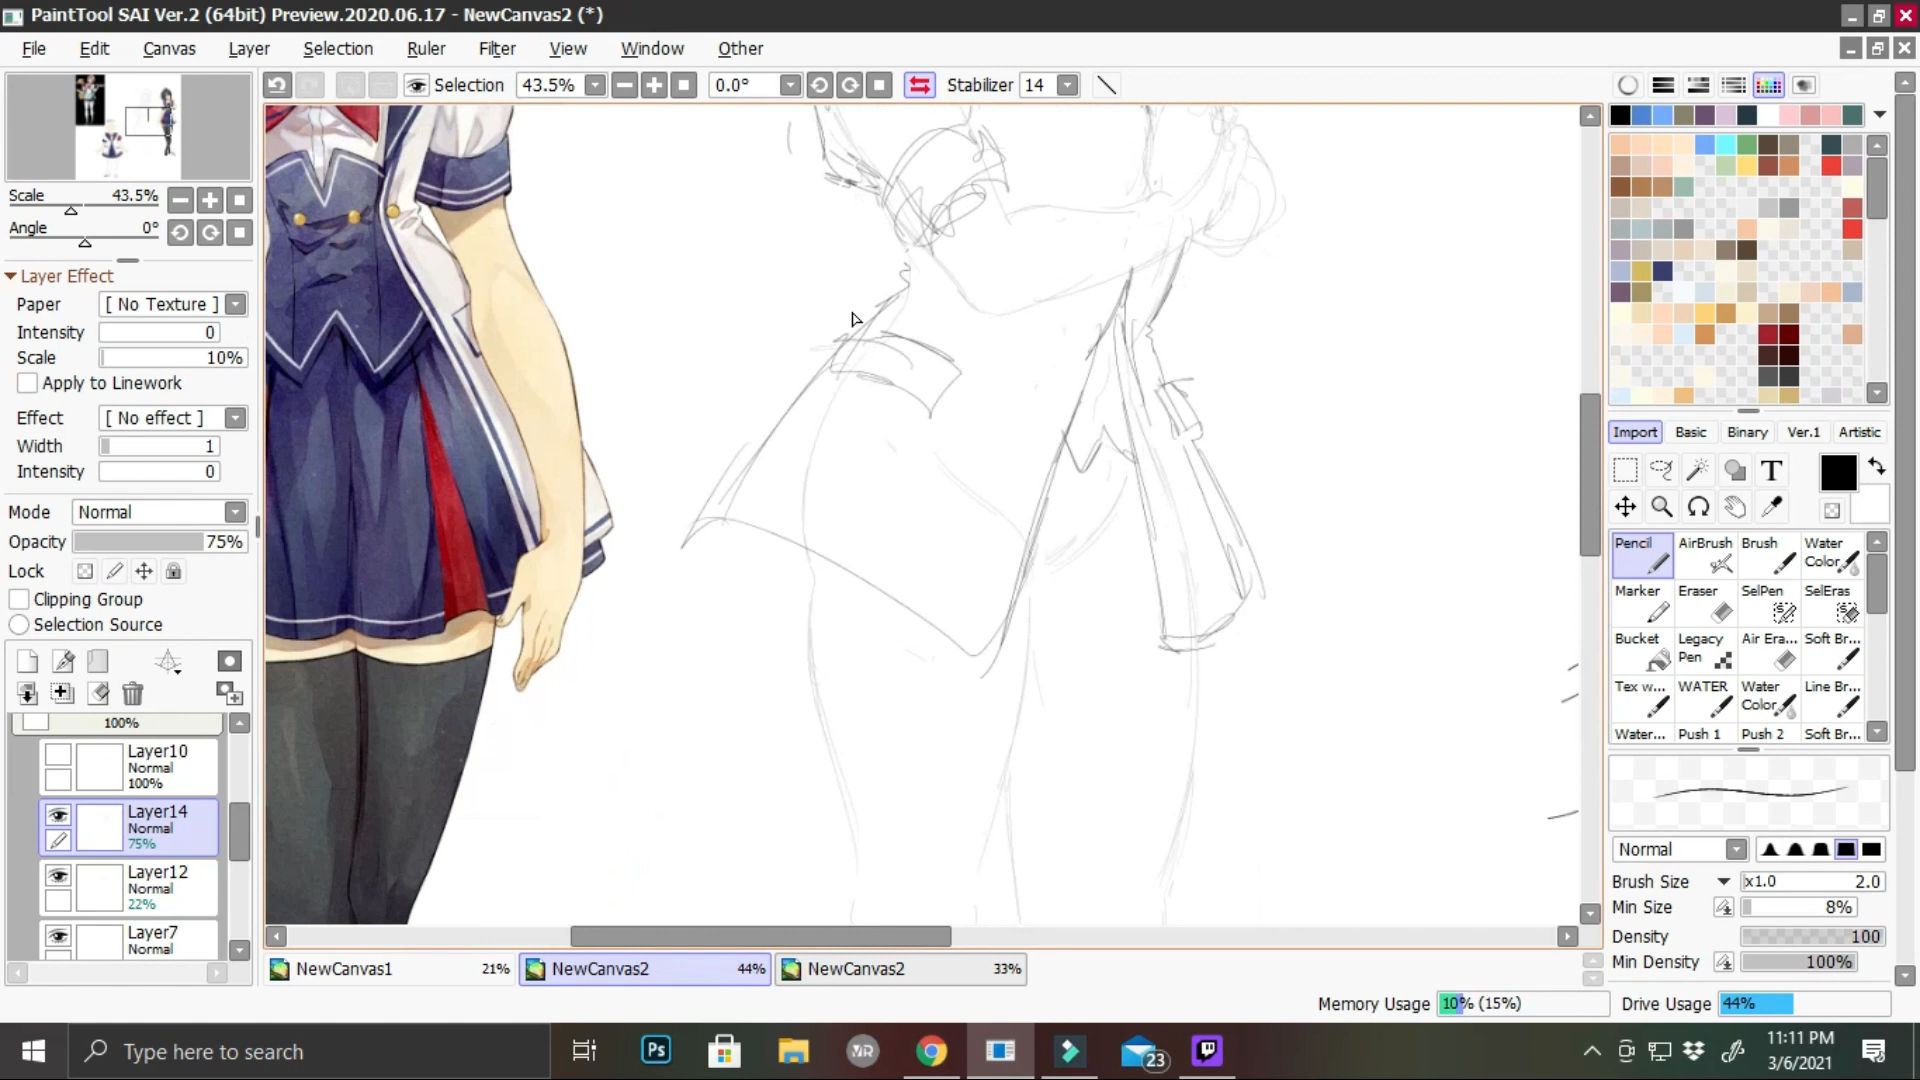 PaintTool SAI Ver.2 (64bit) Preview.2020.06.17 - NewCanvas2 (*)
File Edit Canvas Layer Selection Ruler Filter View Window Other
Selection 43.5% 0.0° Stabilizer 14
Scale 43.5%
Angle 0°
Layer Effect
Paper [ No Texture ]
Intensity 0
Scale 10%
Apply to Linework
Effect [ No effect ]
Width 1
Intensity 0
Mode Normal
Opacity 75%
Lock
Clipping Group
Selection Source
100%
Layer10
Normal
100%
Layer14
Normal
75%
Layer12
Normal
22%
Layer7
Normal
Import Basic Binary Ver.1 Artistic
T
Pencil AirBrush Brush Water Color
Marker Eraser SelPen SelEras
Bucket Legacy Pen Air Era... Soft Br...
Tex w... WATER Water Color Line Br...
Water... Push 1 Push 2 Soft Br...
Normal
Brush Size x1.0 2.0
Min Size 8%
Density 100
Min Density 100%
NewCanvas1 21% NewCanvas2 44% NewCanvas2 33%
Memory Usage 10% (15%) Drive Usage 44%
Type here to search
Ps
MR
23
11:11 PM
3/6/2021